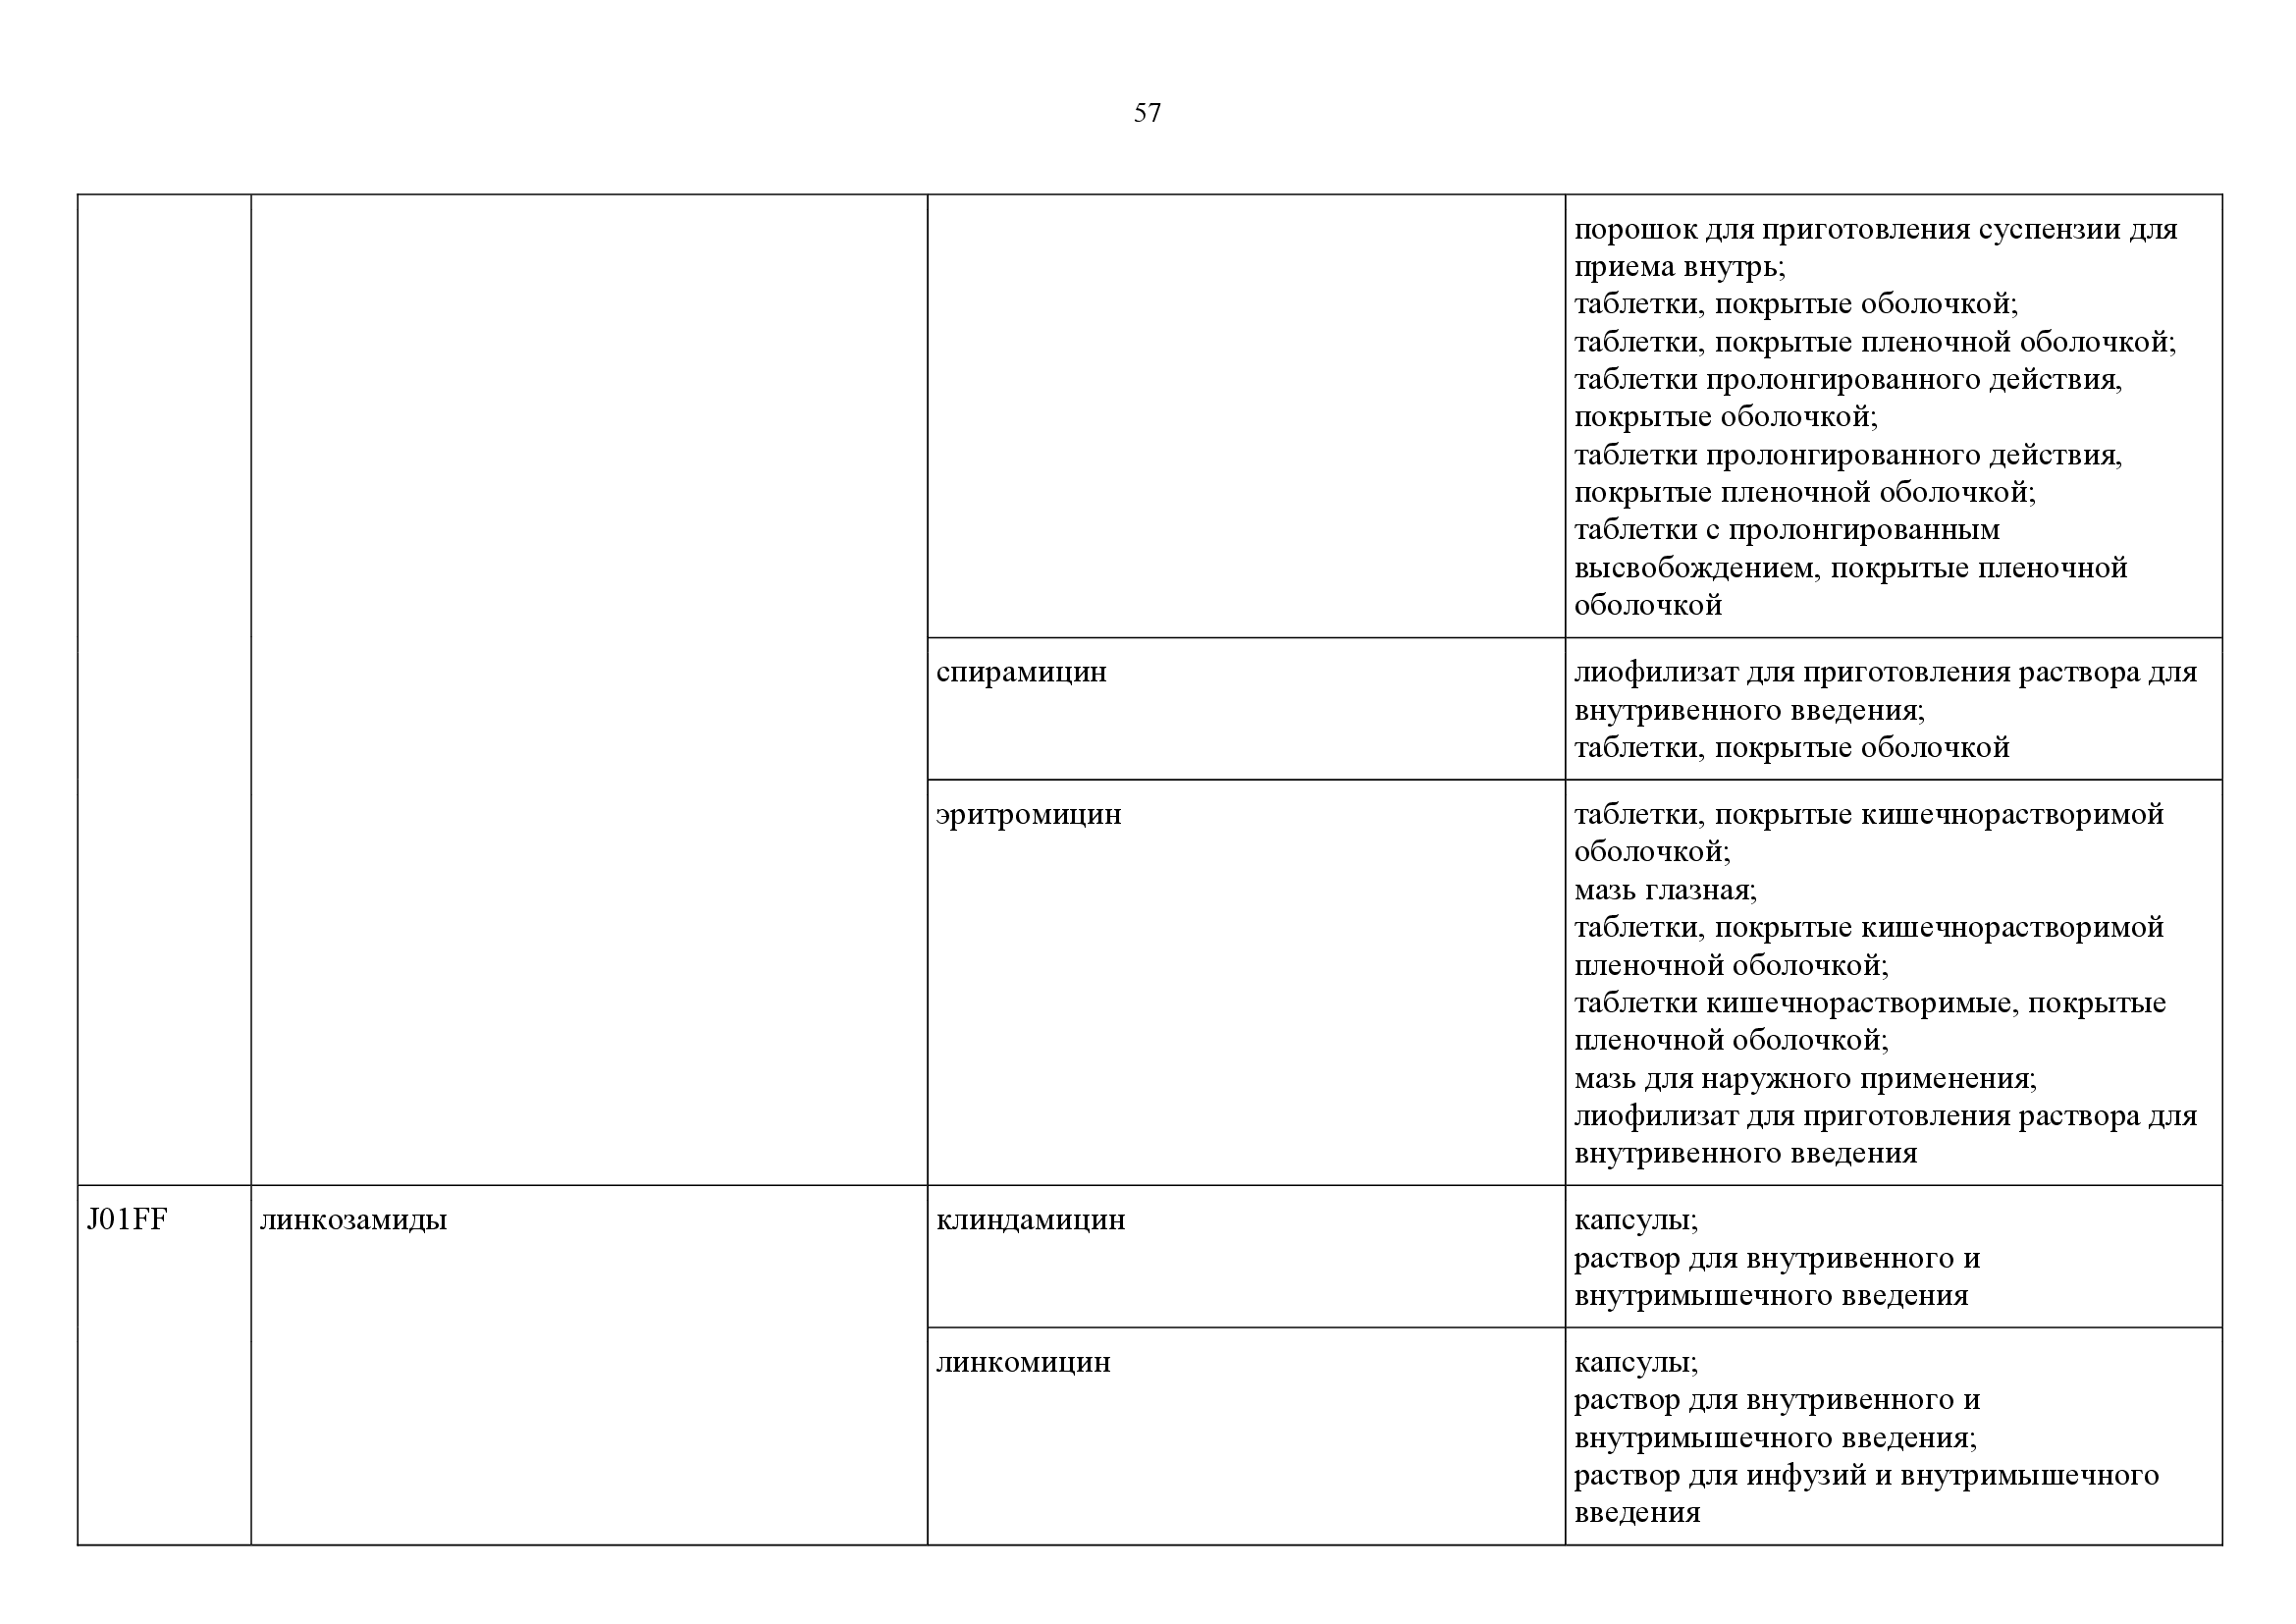 57
порошок для приготовления суспензии для
приема внутрь;
таблетки, покрытые оболочкой;
таблетки, покрытые пленочной оболочкой;
таблетки пролонгированного действия,
покрытые оболочкой;
таблетки пролонгированного действия,
покрытые пленочной оболочкой;
таблетки с пролонгированным
высвобождением, покрытые пленочной
оболочкой
спирамицин
лиофилизат для приготовления раствора для
внутривенного введения;
таблетки, покрытые оболочкой
эритромицин
таблетки, покрытые кишечнорастворимой
оболочкой;
мазь глазная;
таблетки, покрытые кишечнорастворимой
пленочной оболочкой;
таблетки кишечнорастворимые, покрытые
пленочной оболочкой;
мазь для наружного применения;
лиофилизат для приготовления раствора для
внутривенного введения
J01FF
линкозамиды
клиндамицин
капсулы;
раствор для внутривенного и
внутримышечного введения
линкомицин
капсулы;
раствор для внутривенного и
внутримышечного введения;
раствор для инфузий и внутримышечного
введения